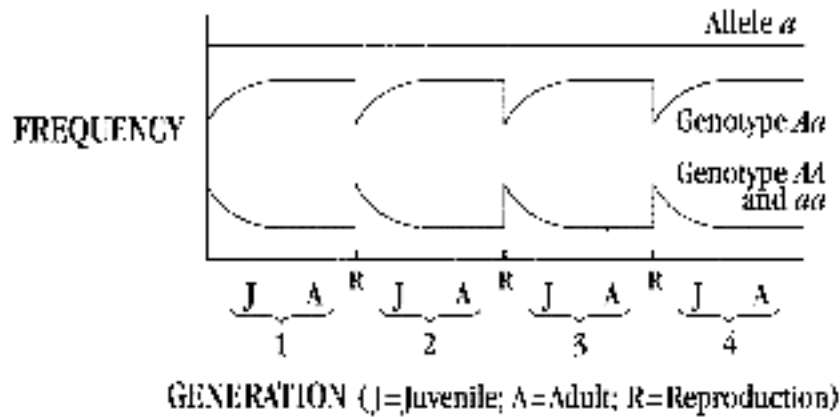 Allele a
FREQUENCY
Genotype Aa
Genotype AA
and aa
R R R
J A J A J A J A
1 2 3 4
GENERATION (J=Juvenile; A=Adult; R=Reproduction)